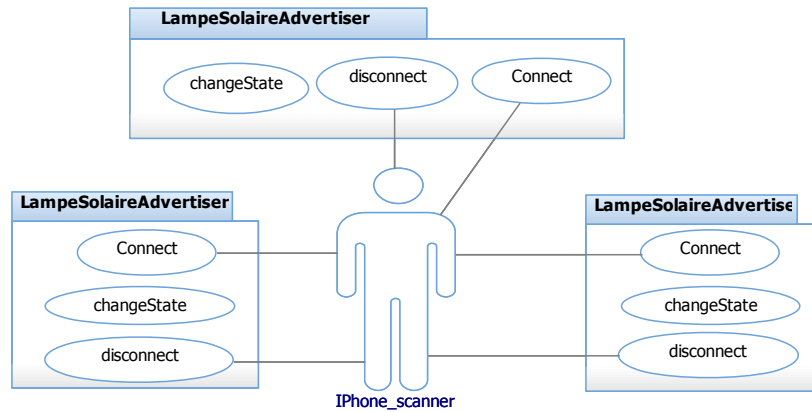 LampeSolaireAdvertiser
changeState
disconnect
Connect
LampeSolaireAdvertiser
Connect
changeState
disconnect
LampeSolaireAdvertise
Connect
changeState
disconnect
IPhone_scanner